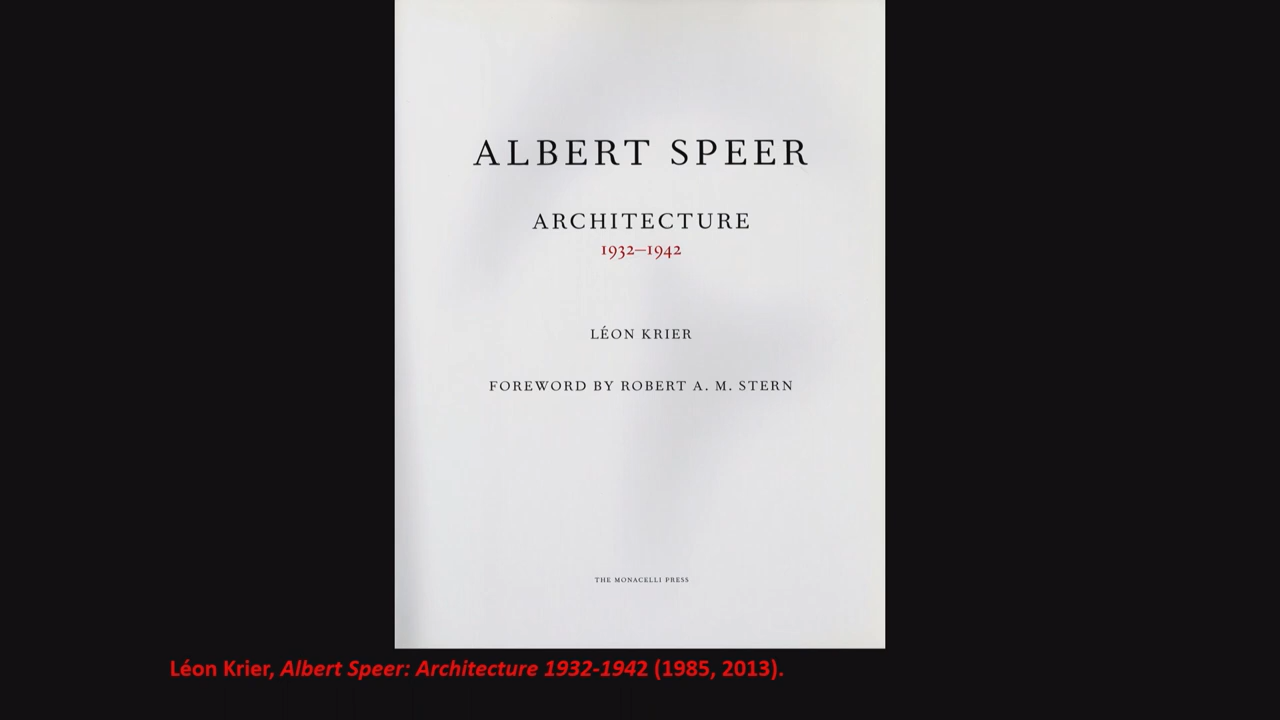 ALBERT SPEER
ARCHITECTURE
1932–1942
LÉON KRIER
FOREWORD BY ROBERT A. M. STERN
THE MONACELLI PRESS
Léon Krier, Albert Speer: Architecture 1932-1942 (1985, 2013).